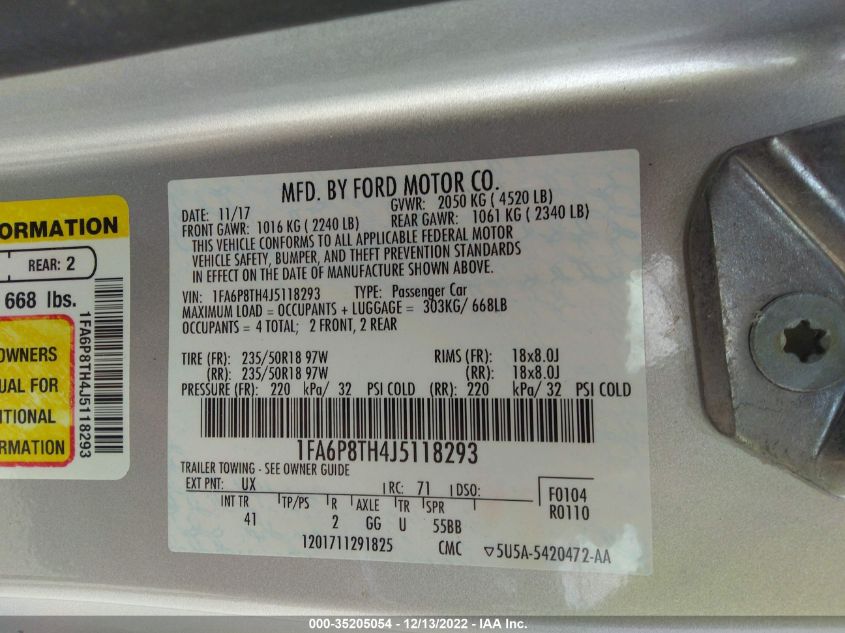 MFD. BY FORD MOTOR CO.
DATE: 11/17 GVWR: 2050 KG ( 4520 LB)
FRONT GAWR: 1016 KG ( 2240 LB) REAR GAWR: 1061 KG ( 2340 LB)
THIS VEHICLE CONFORMS TO ALL APPLICABLE FEDERAL MOTOR
VEHICLE SAFETY, BUMPER, AND THEFT PREVENTION STANDARDS
IN EFFECT ON THE DATE OF MANUFACTURE SHOWN ABOVE.
VIN: 1FA6P8TH4J5118293 TYPE: Passenger Car
MAXIMUM LOAD = OCCUPANTS + LUGGAGE = 303KG/ 668LB
OCCUPANTS = 4 TOTAL; 2 FRONT, 2 REAR
TIRE (FR): 235/50R18 97W RIMS (FR): 18x8.0J
(RR): 235/50R18 97W (RR): 18x8.0J
PRESSURE (FR): 220 kPa/ 32 PSI COLD (RR): 220 kPa/ 32 PSI COLD
1FA6P8TH4J5118293
TRAILER TOWING - SEE OWNER GUIDE
EXT PNT: UX RC: 71 DSO: F0104
INT TR TP/PS R AXLE TR SPR R0110
41 2 GG U 55BB
1201711291825 CMC ▽5U5A-5420472-AA
ORMATION
REAR: 2
668 lbs.
OWNERS
UAL FOR
ITIONAL
RMATION
1FA6P8TH4J5118293
000-35205054 - 12/13/2022 - IAA Inc.